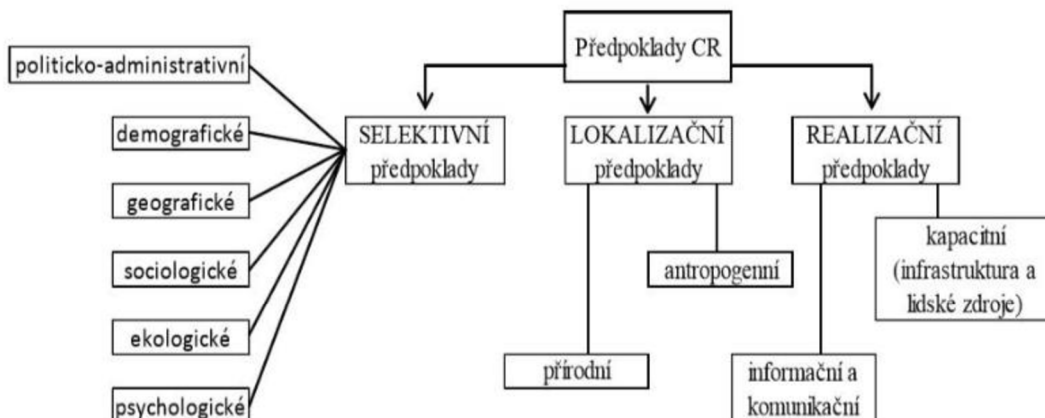 Předpoklady CR
politicko-administrativní
demografické
geografické
sociologické
ekologické
psychologické
SELEKTIVNÍ
předpoklady
LOKALIZAČNÍ
předpoklady
REALIZAČNÍ
předpoklady
antropogenní
přírodní
kapacitní
(infrastruktura a
lidské zdroje)
informační a
komunikační